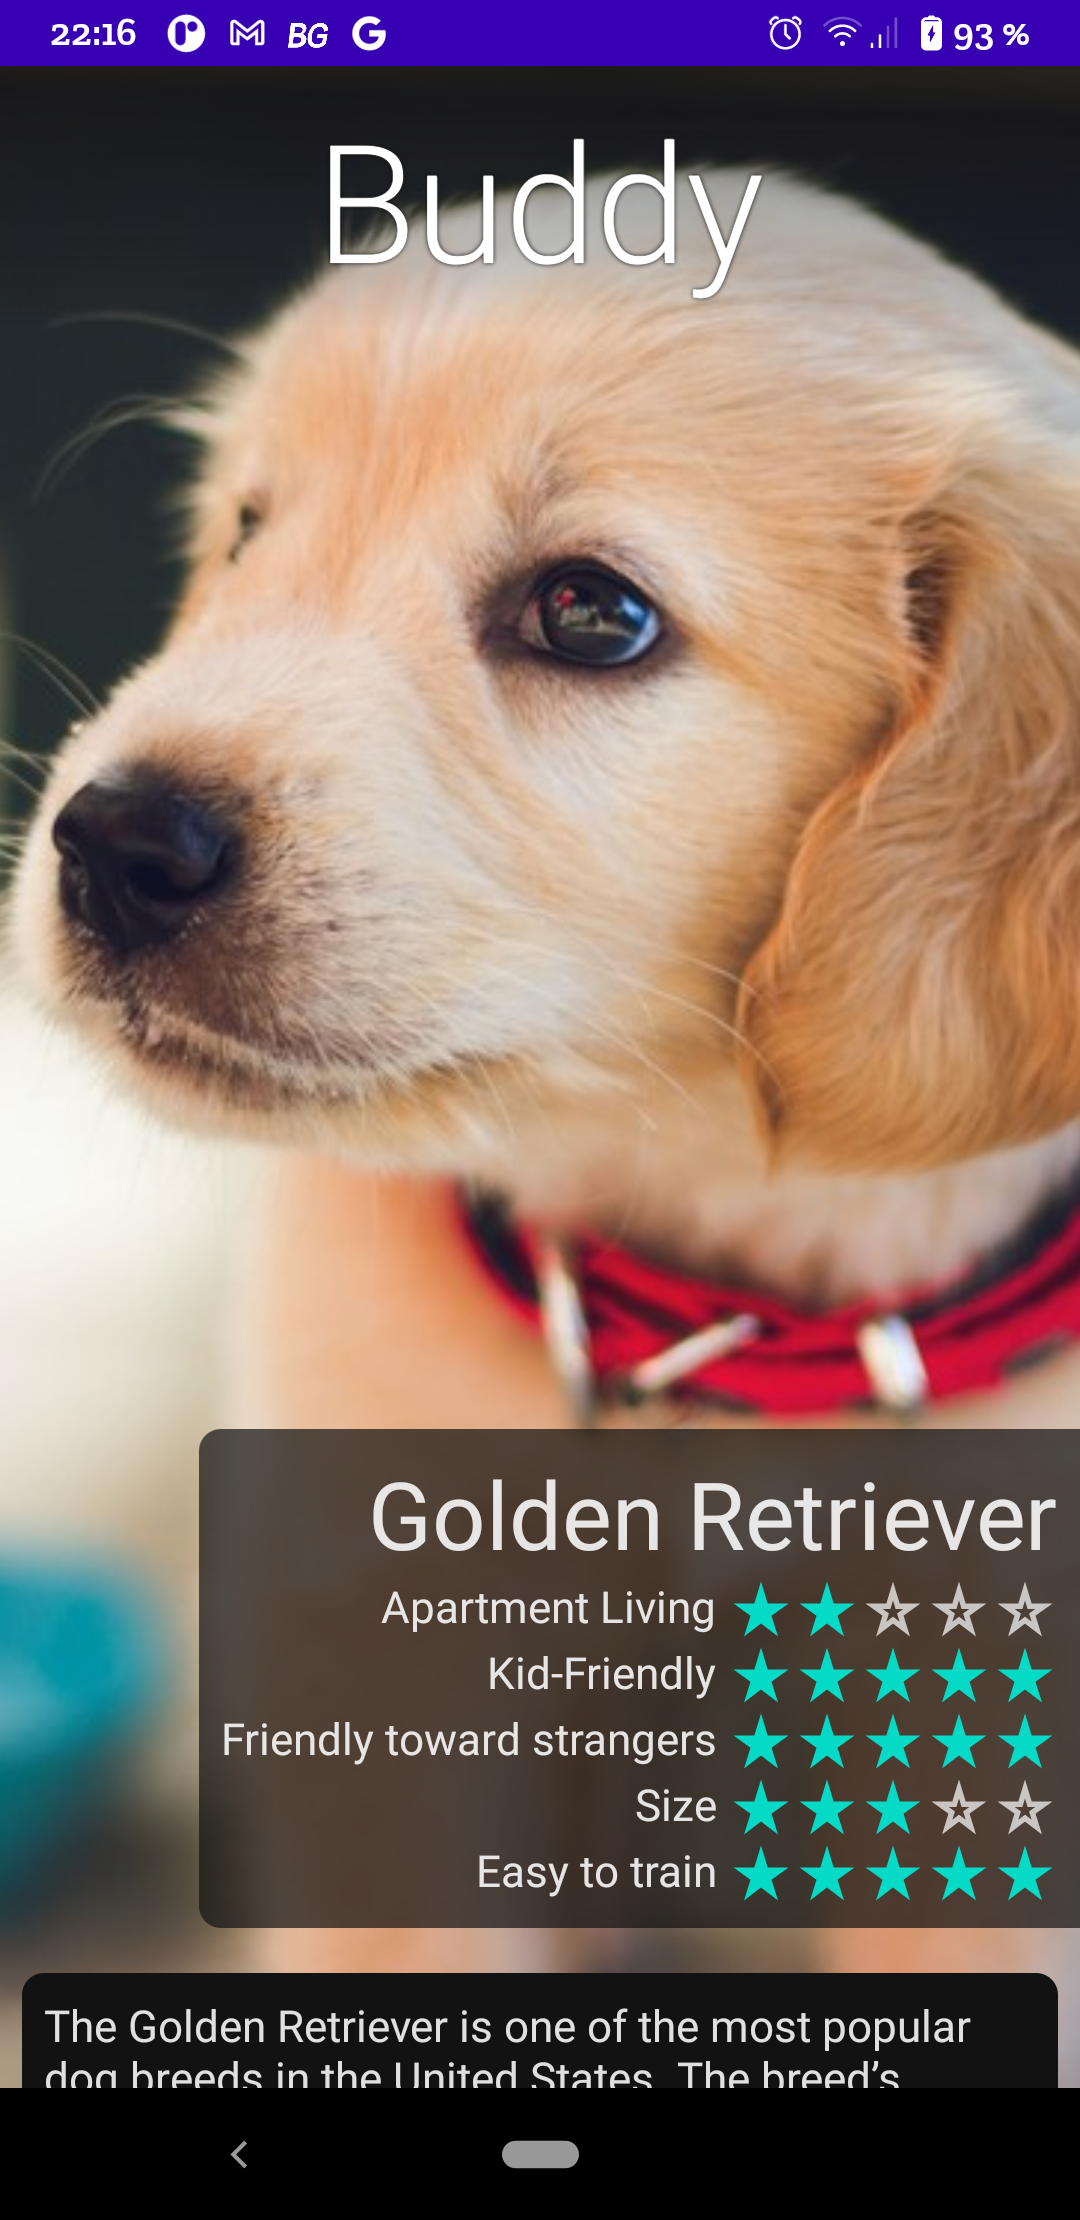 22:16 BG G 93 %
Buddy
Golden Retriever
Apartment Living
Kid-Friendly
Friendly toward strangers
Size
Easy to train
The Golden Retriever is one of the most popular
dog breeds in the United States. The breed’s